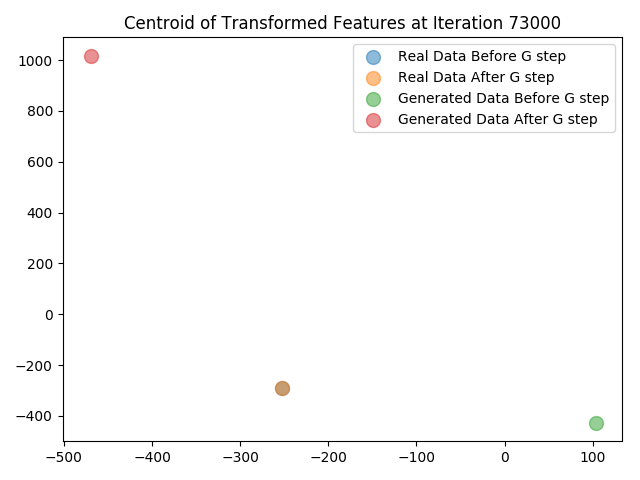 Centroid of Transformed Features at Iteration 73000
Real Data Before G step
Real Data After G step
Generated Data Before G step
Generated Data After G step
1000
800
600
400
200
0
−200
−400
−500 −400 −300 −200 −100 0 100